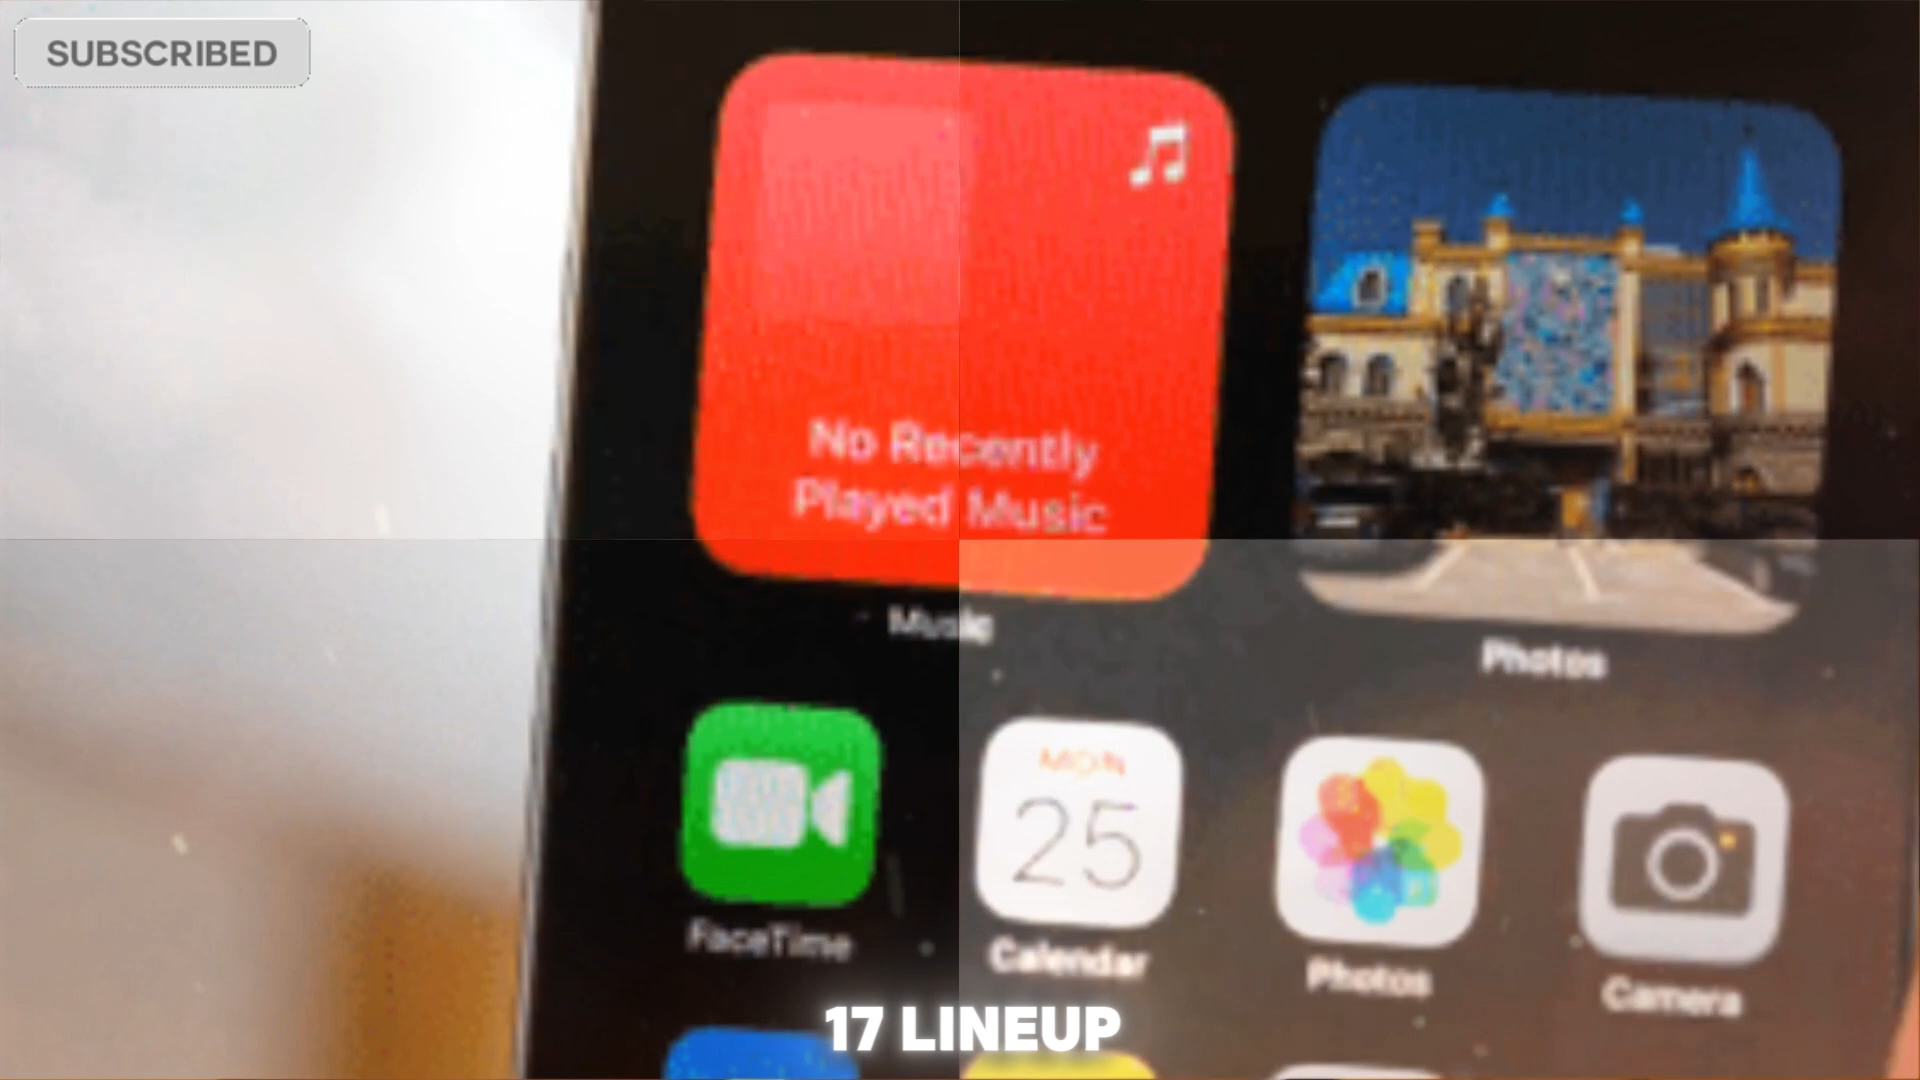 SUBSCRIBED
No Recently
Played Music
Music
Photos
MON
25
FaceTime
Calendar
Photos
Camera
17 LINEUP